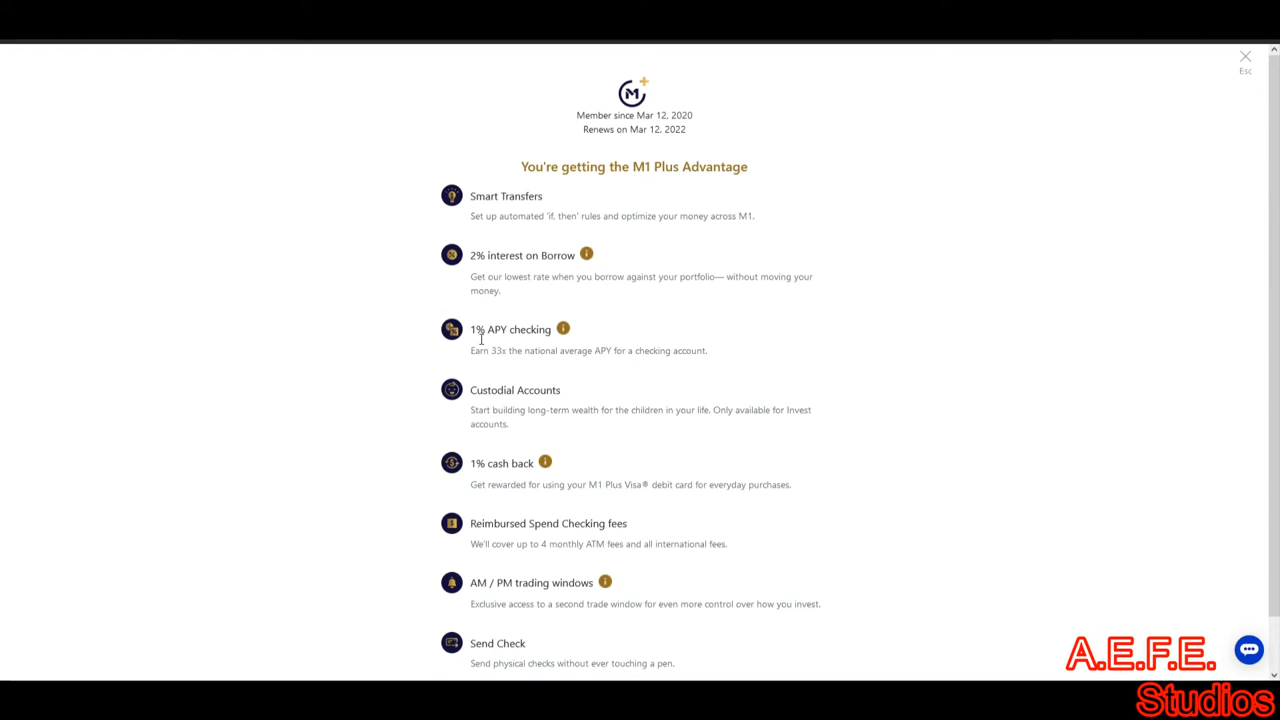 Esc
M
Member since Mar 12, 2020
Renews on Mar 12, 2022
You're getting the M1 Plus Advantage
Smart Transfers
Set up automated 'if, then' rules and optimize your money across M1.
2% interest on Borrow
Get our lowest rate when you borrow against your portfolio— without moving your
money.
1% APY checking
Earn 33x the national average APY for a checking account.
Custodial Accounts
Start building long-term wealth for the children in your life. Only available for Invest
accounts.
1% cash back
Get rewarded for using your M1 Plus Visa® debit card for everyday purchases.
Reimbursed Spend Checking fees
We'll cover up to 4 monthly ATM fees and all international fees.
AM / PM trading windows
Exclusive access to a second trade window for even more control over how you invest.
Send Check
Send physical checks without ever touching a pen.
A.E.F.E.
Studios